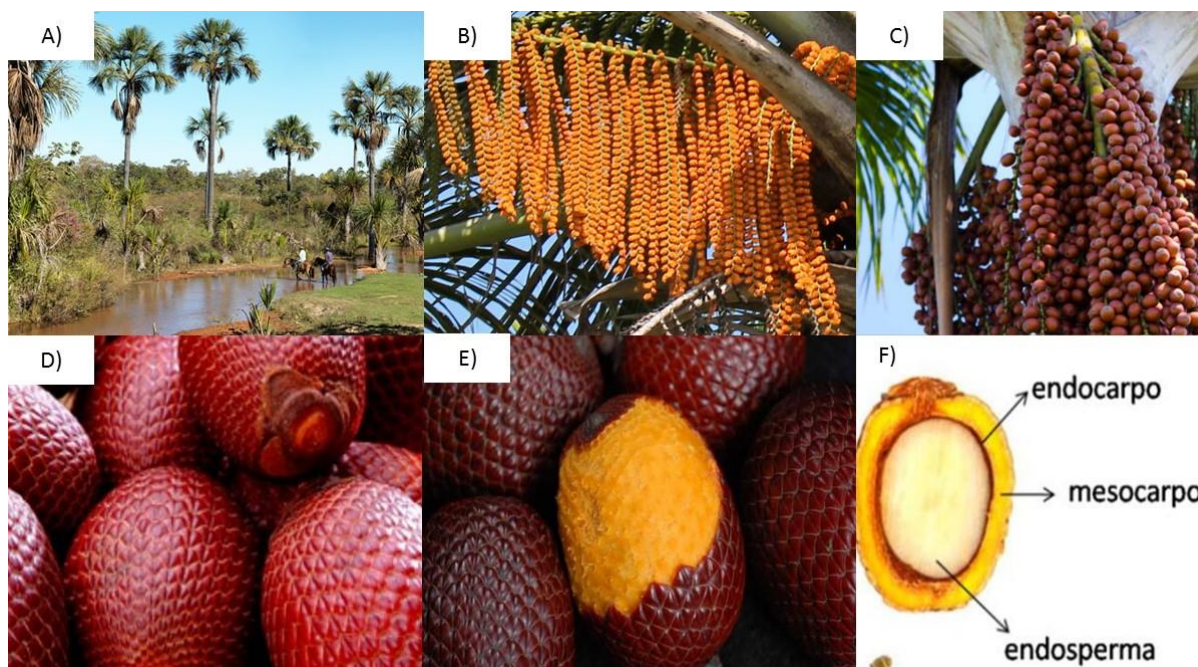 A)
B)
C)
D)
E)
F)
endocarpo
mesocarpo
endosperma